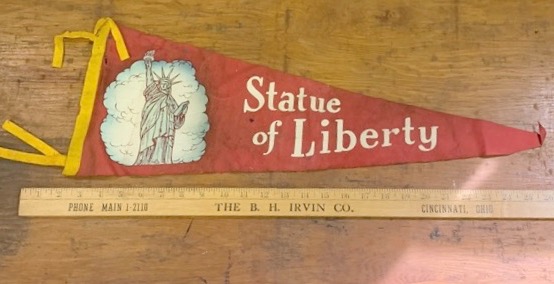 Statue
of Liberty
PHONE MAIN 1-2110 THE B. H. IRVIN CO. CINCINNATI, OHIO